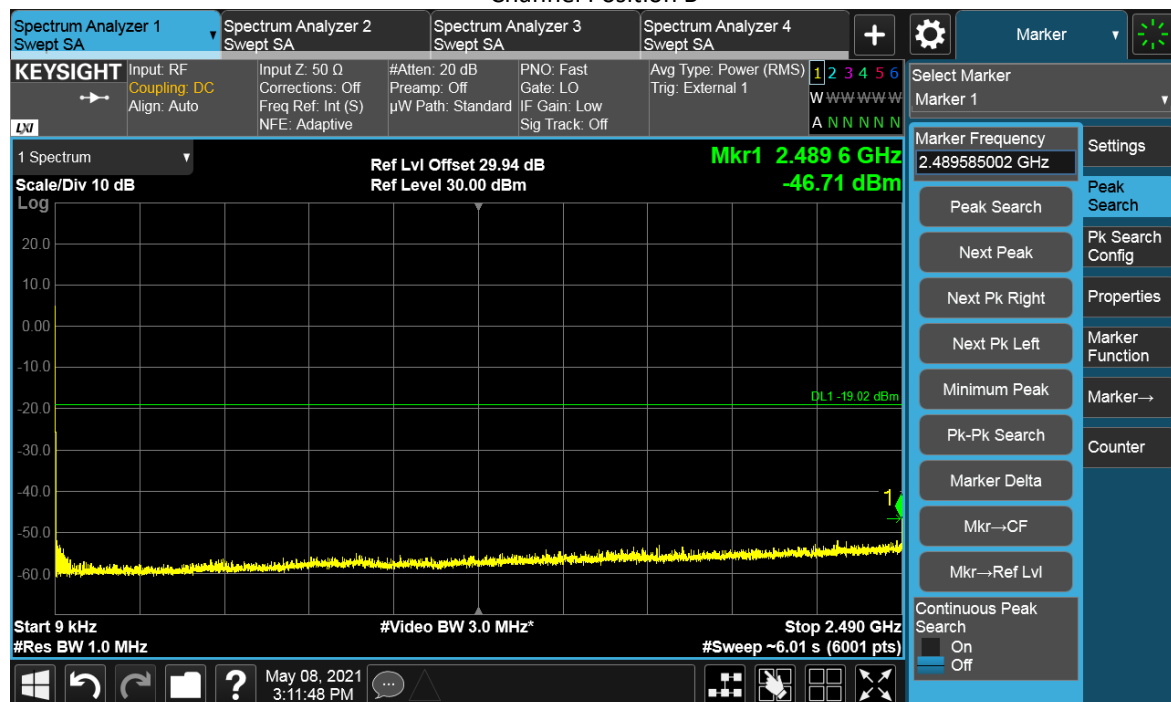 Spectrum Analyzer 1
Swept SA
Spectrum Analyzer 2
Swept SA
Spectrum Analyzer 3
Swept SA
Spectrum Analyzer 4
Swept SA
+
Marker
KEYSIGHT
LXI
Input: RF
Coupling: DC
Align: Auto
Input Z: 50 Ω
Corrections: Off
Freq Ref: Int (S)
NFE: Adaptive
#Atten: 20 dB
Preamp: Off
µW Path: Standard
PNO: Fast
Gate: LO
IF Gain: Low
Sig Track: Off
Avg Type: Power (RMS)
Trig: External 1
1 2 3 4 5 6
W W W W W W
A N N N N N
Select Marker
Marker 1
1 Spectrum
Scale/Div 10 dB
Log
Ref Lvl Offset 29.94 dB
Ref Level 30.00 dBm
Mkr1 2.489 6 GHz
-46.71 dBm
20.0
10.0
0.00
-10.0
-20.0
-30.0
-40.0
-50.0
-60.0
DL1 -19.02 dBm
1
Start 9 kHz
#Res BW 1.0 MHz
#Video BW 3.0 MHz*
Stop 2.490 GHz
#Sweep ~6.01 s (6001 pts)
Marker Frequency
2.489585002 GHz
Peak Search
Next Peak
Next Pk Right
Next Pk Left
Minimum Peak
Pk-Pk Search
Marker Delta
Mkr→CF
Mkr→Ref Lvl
Continuous Peak
Search
On
Off
Settings
Peak
Search
Pk Search
Config
Properties
Marker
Function
Marker→
Counter
?
May 08, 2021
3:11:48 PM